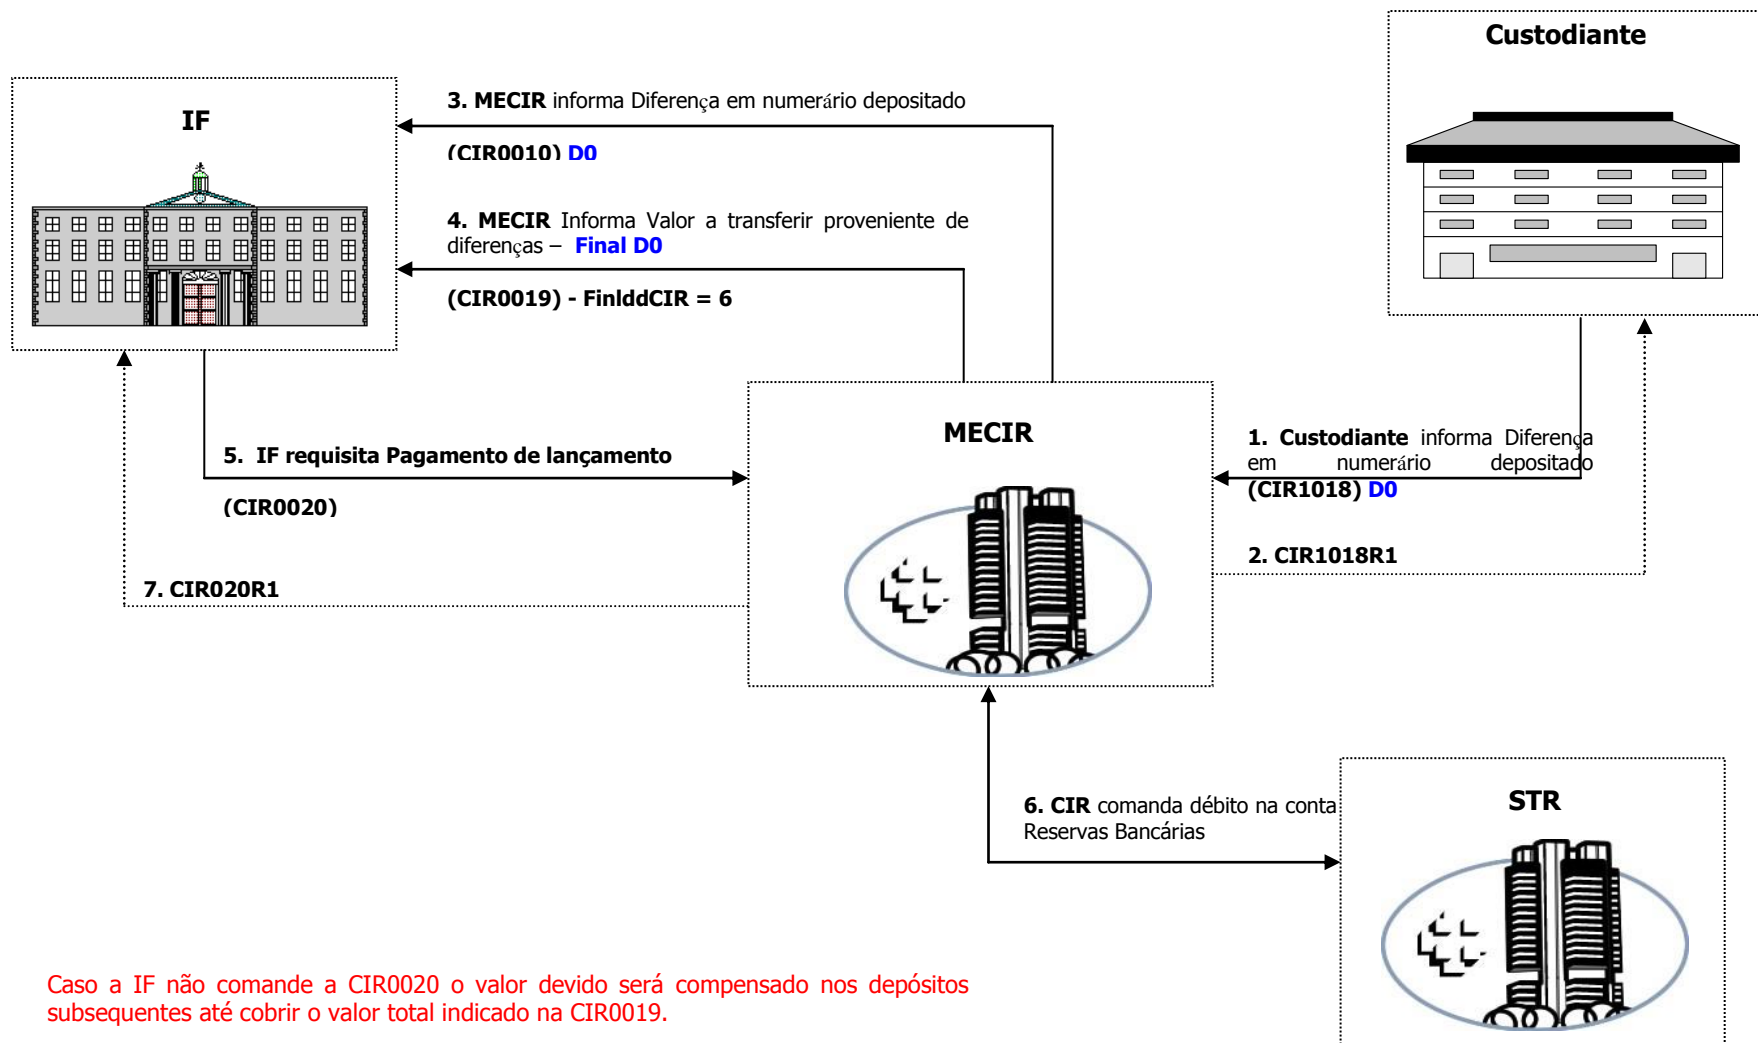 Custodiante
IF
3. MECIR informa Diferença em numerário depositado
(CIR0010) D0
4. MECIR Informa Valor a transferir proveniente de
diferenças – Final D0
(CIR0019) - FinlddCIR = 6
MECIR
1. Custodiante informa Diferença
em numerário depositado
(CIR1018) D0
5. IF requisita Pagamento de lançamento
(CIR0020)
2. CIR1018R1
7. CIR020R1
6. CIR comanda débito na conta
Reservas Bancárias
STR
Caso a IF não comande a CIR0020 o valor devido será compensado nos depósitos
subsequentes até cobrir o valor total indicado na CIR0019.